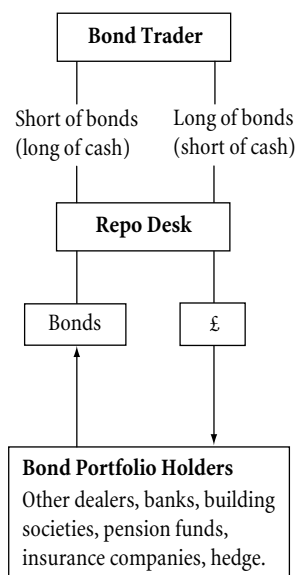 Bond Trader
Short of bonds
(long of cash)
Long of bonds
(short of cash)
Repo Desk
Bonds
£
Bond Portfolio Holders
Other dealers, banks, building
societies, pension funds,
insurance companies, hedge.